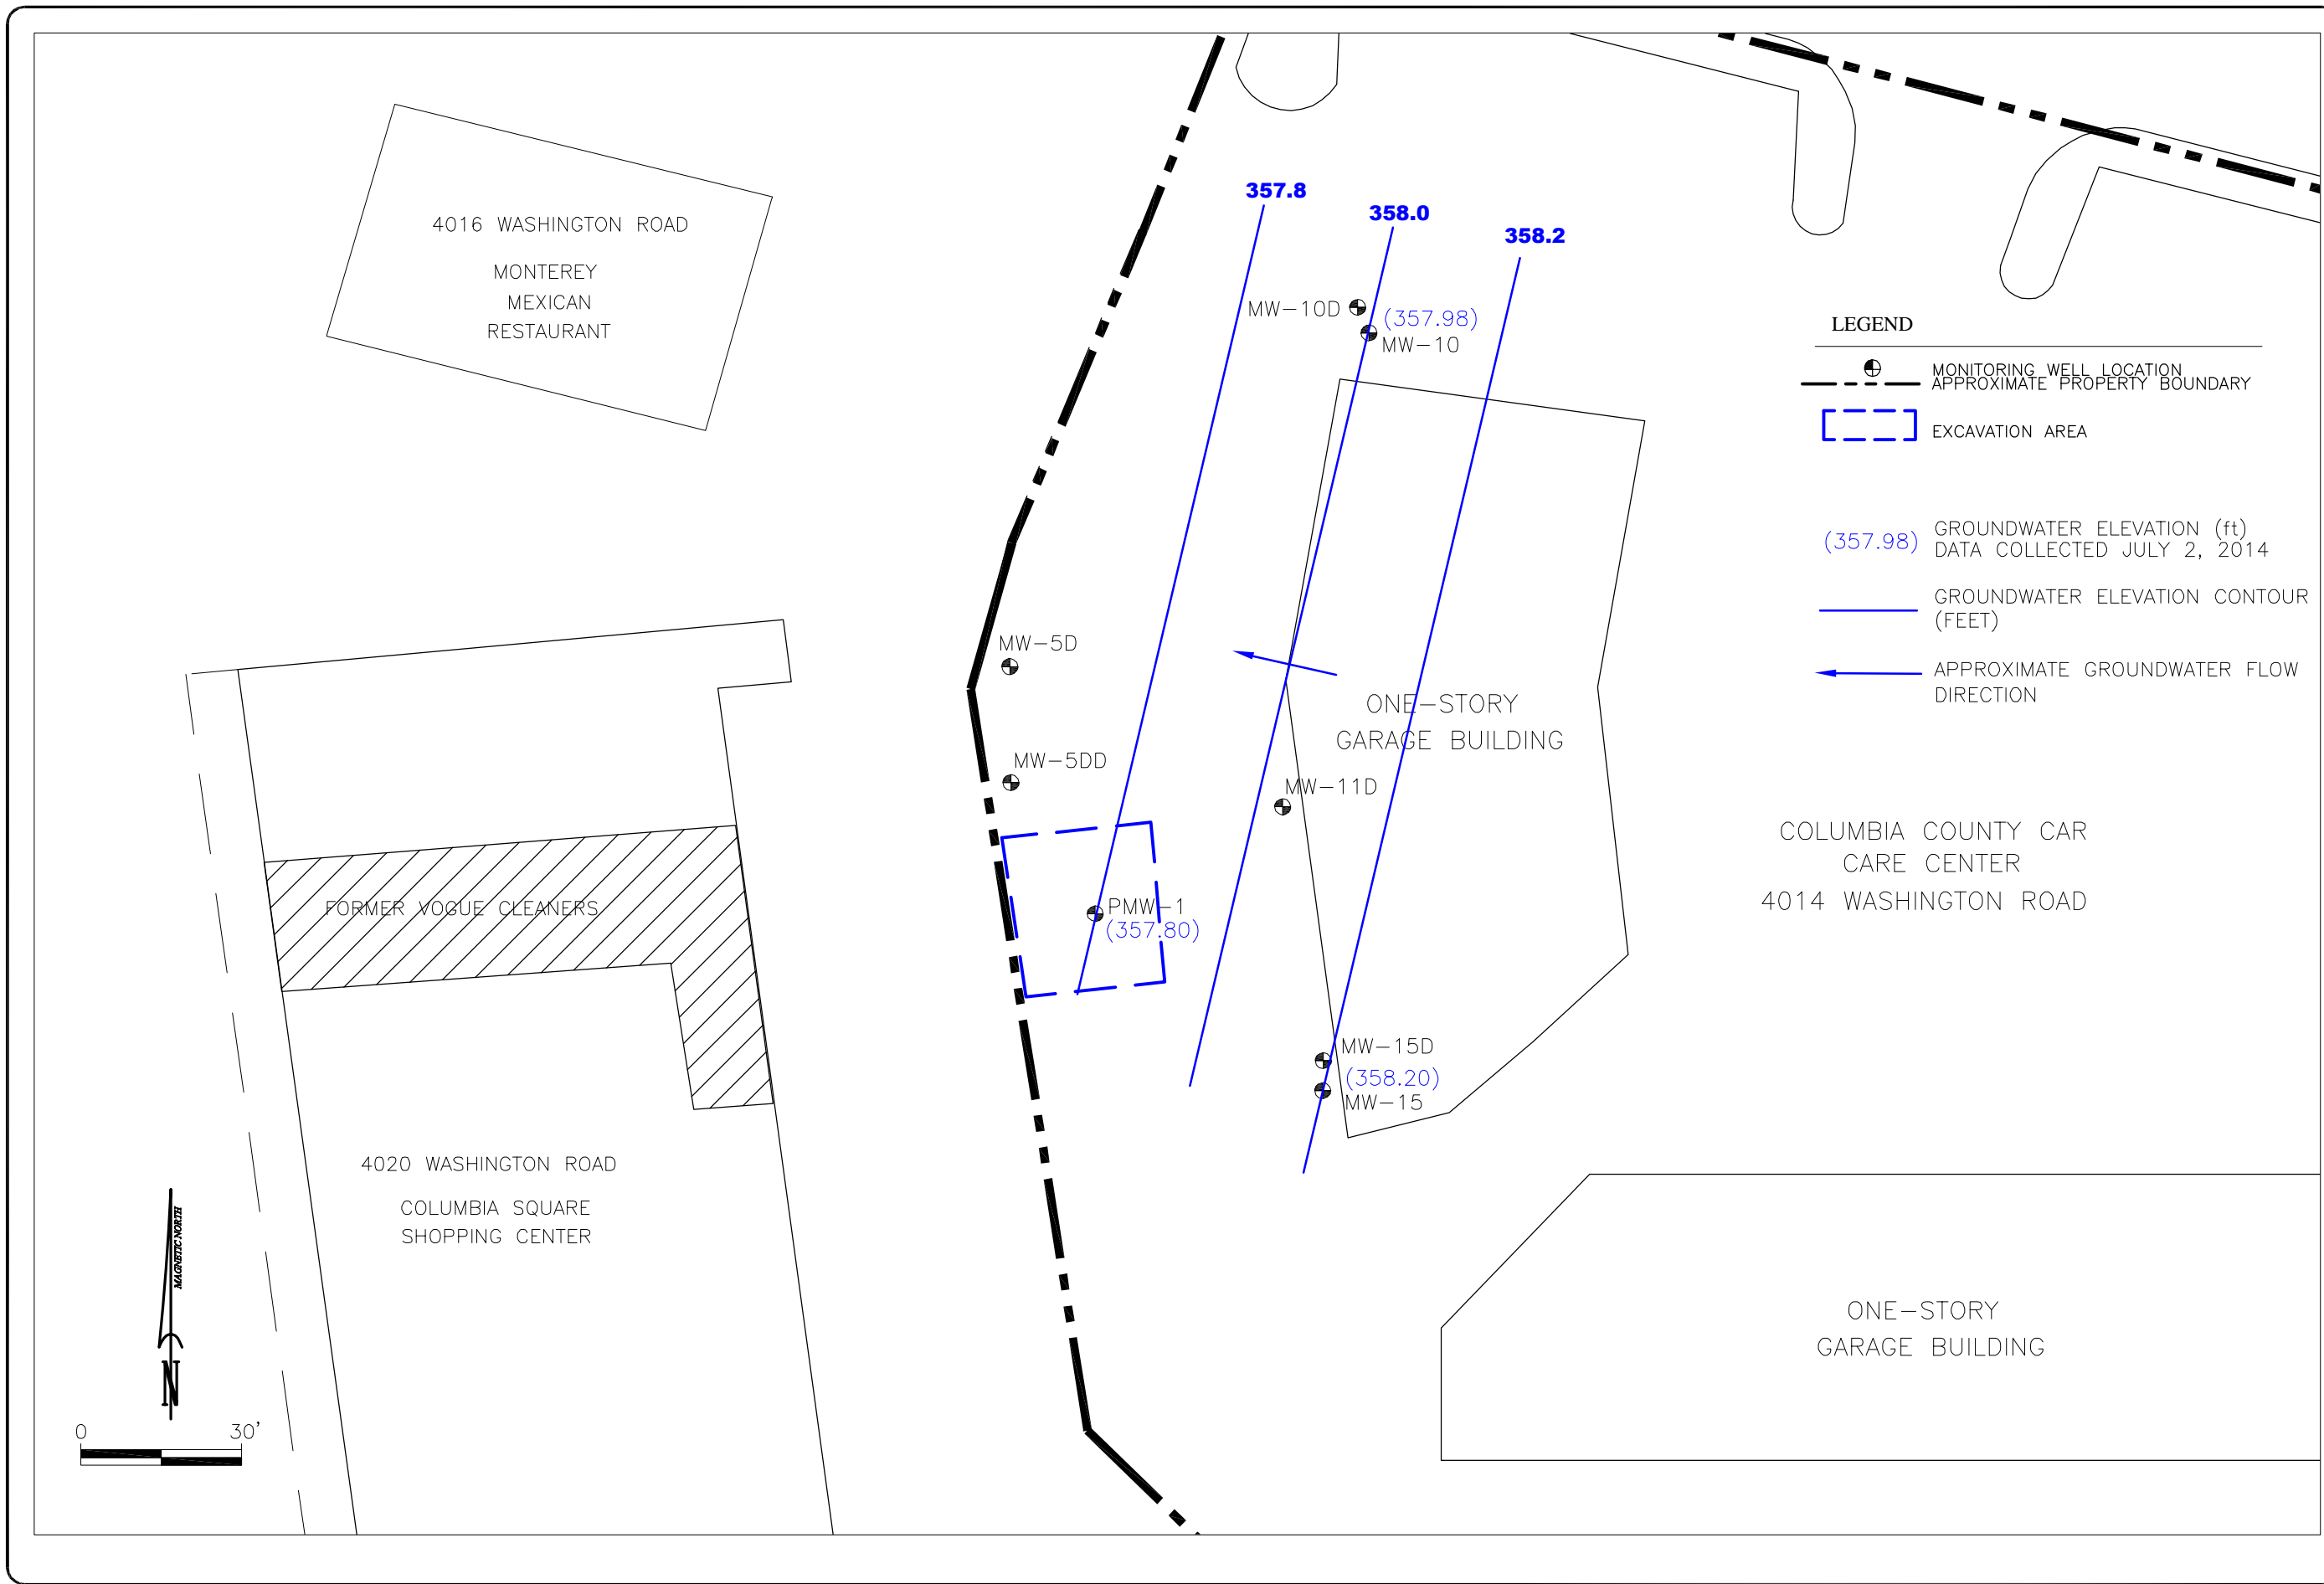 4016 WASHINGTON ROAD
MONTEREY
MEXICAN
RESTAURANT
357.8
358.0
358.2
MW-10D
(357.98)
MW-10
LEGEND
MONITORING WELL LOCATION
APPROXIMATE PROPERTY BOUNDARY
EXCAVATION AREA
(357.98)
GROUNDWATER ELEVATION (ft)
DATA COLLECTED JULY 2, 2014
GROUNDWATER ELEVATION CONTOUR
(FEET)
APPROXIMATE GROUNDWATER FLOW
DIRECTION
MW-5D
MW-5DD
ONE-STORY
GARAGE BUILDING
MW-11D
COLUMBIA COUNTY CAR
CARE CENTER
4014 WASHINGTON ROAD
FORMER VOGUE CLEANERS
PMW-1
(357.80)
MW-15D
(358.20)
MW-15
4020 WASHINGTON ROAD
COLUMBIA SQUARE
SHOPPING CENTER
MAGNETIC NORTH
N
0 30'
ONE-STORY
GARAGE BUILDING